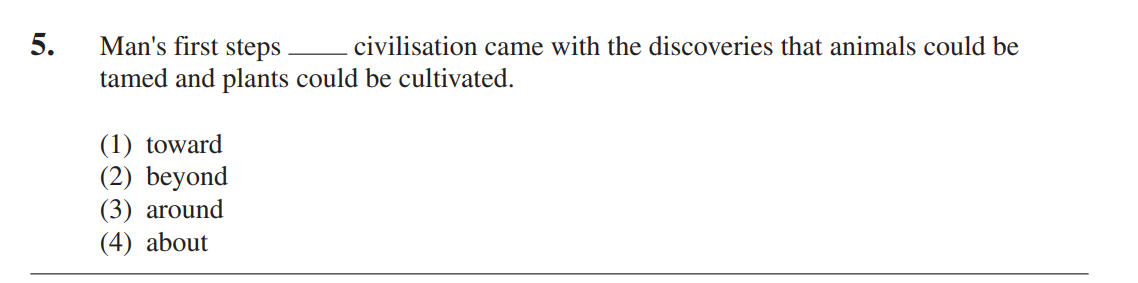 5. Man's first steps _____ civilisation came with the discoveries that animals could be
tamed and plants could be cultivated.
(1) toward
(2) beyond
(3) around
(4) about